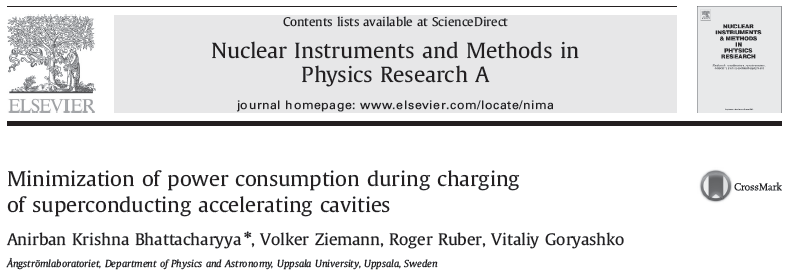 Contents lists available at ScienceDirect
Nuclear Instruments and Methods in
Physics Research A
journal homepage: www.elsevier.com/locate/nima
ELSEVIER
NUCLEAR
INSTRUMENTS
& METHODS
IN
PHYSICS
RESEARCH
Minimization of power consumption during charging
of superconducting accelerating cavities
CrossMark
Anirban Krishna Bhattacharyya*, Volker Ziemann, Roger Ruber, Vitaliy Goryashko
Ångströmlaboratoriet, Department of Physics and Astronomy, Uppsala University, Uppsala, Sweden